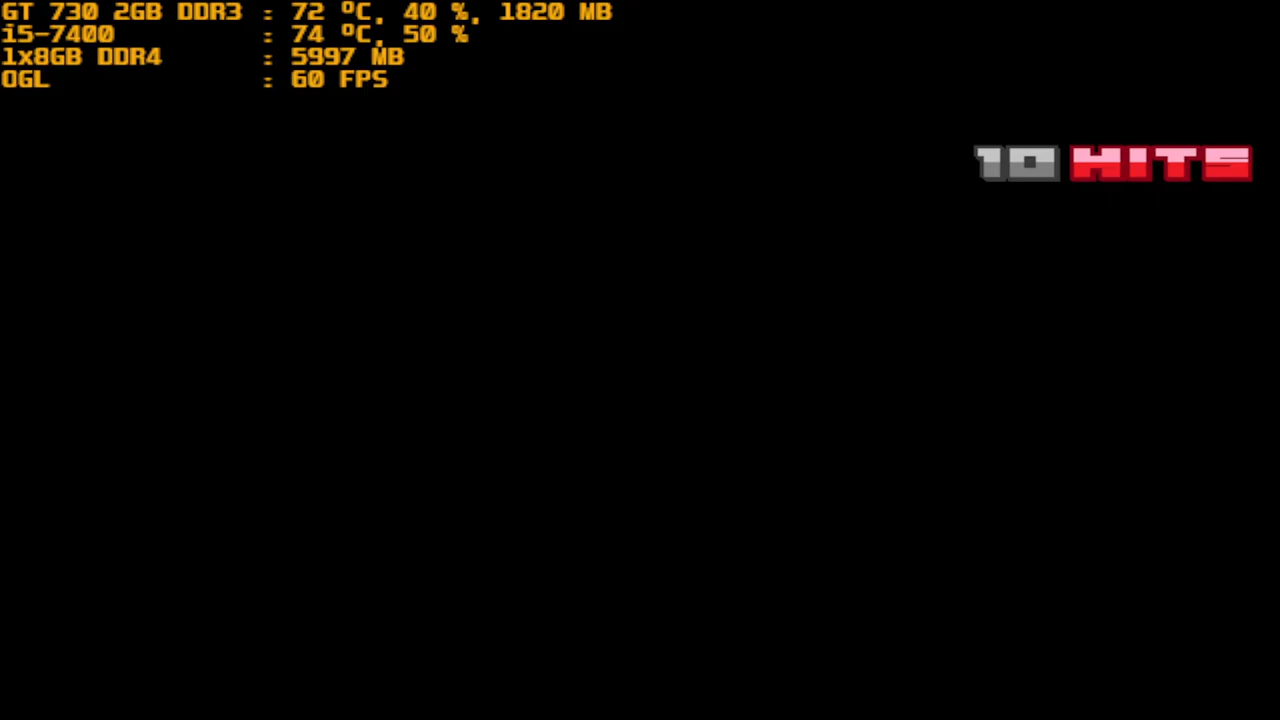 GT 730 2GB DDR3 : 72 ºC, 40 %, 1820 MB
i5-7400 : 74 ºC, 50 %
1x8GB DDR4 : 5997 MB
OGL : 60 FPS
10 HITS